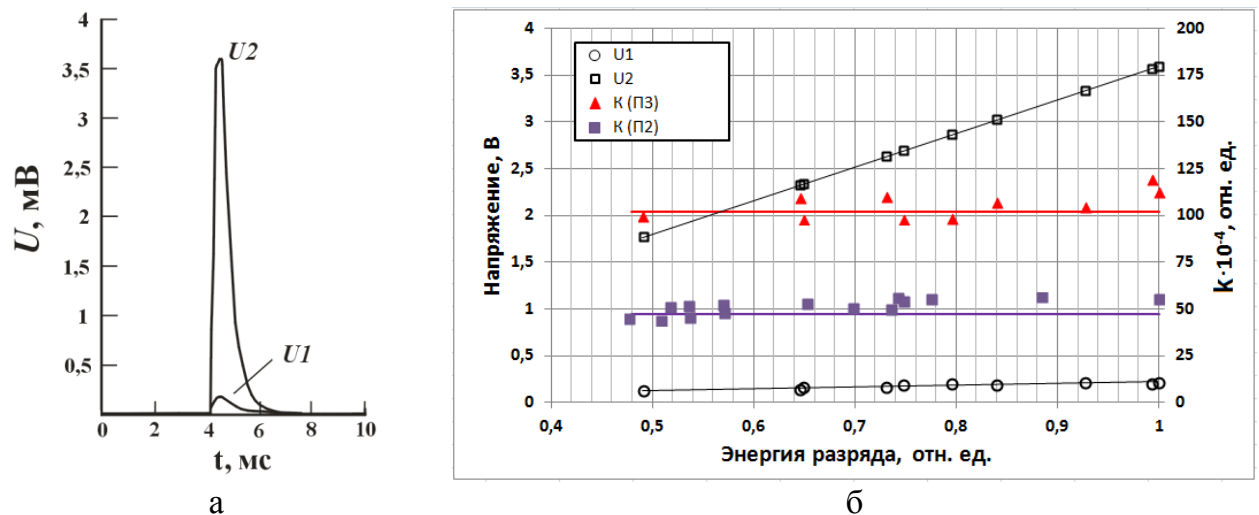 4
3,5
3
2,5
2
1,5
1
0,5
U2
U1
U, мВ
0 2 4 6 8 10
t, мс
а
4
3,5
3
2,5
2
1,5
1
0,5
0
Напряжение, В
U1
U2
К (П3)
К (П2)
200
175
150
125
100
75
50
25
0
k·10⁻⁴, отн. ед.
0,4 0,5 0,6 0,7 0,8 0,9 1
Энергия разряда, отн. ед.
б